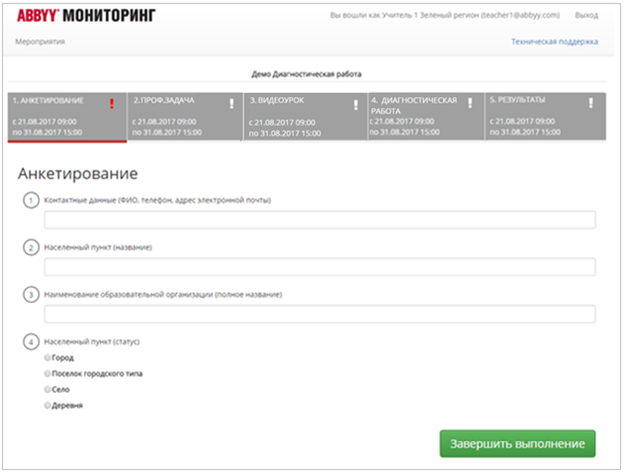 ABBYY МОНИТОРИНГ
Вы вошли как Учитель 1 Зеленый регион (teacher1@abbyy.com) Выход
Мероприятия
Техническая поддержка
Демо Диагностическая работа
1. АНКЕТИРОВАНИЕ
с 21.08.2017 09:00
по 31.08.2017 15:00
2.ПРОФ.ЗАДАЧА
с 21.08.2017 09:00
по 31.08.2017 15:00
3. ВИДЕОУРОК
с 21.08.2017 09:00
по 31.08.2017 15:00
4. ДИАГНОСТИЧЕСКАЯ
РАБОТА
с 21.08.2017 09:00
по 31.08.2017 15:00
5. РЕЗУЛЬТАТЫ
с 21.08.2017 09:00
по 31.08.2017 15:00
Анкетирование
1 Контактные данные (ФИО, телефон, адрес электронной почты)
2 Населенный пункт (название)
3 Наименование образовательной организации (полное название)
4 Населенный пункт (статус)
Город
Поселок городского типа
Село
Деревня
Завершить выполнение